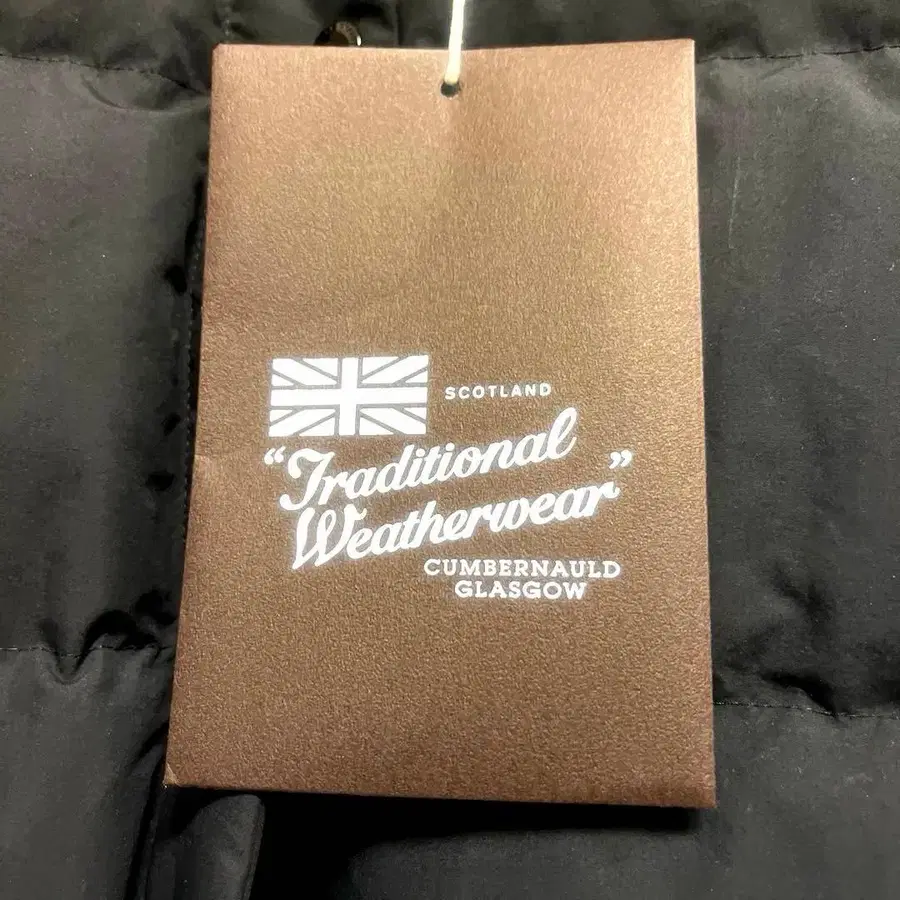 SCOTLAND
“Traditional
Weatherwear”
CUMBERNAULD
GLASGOW